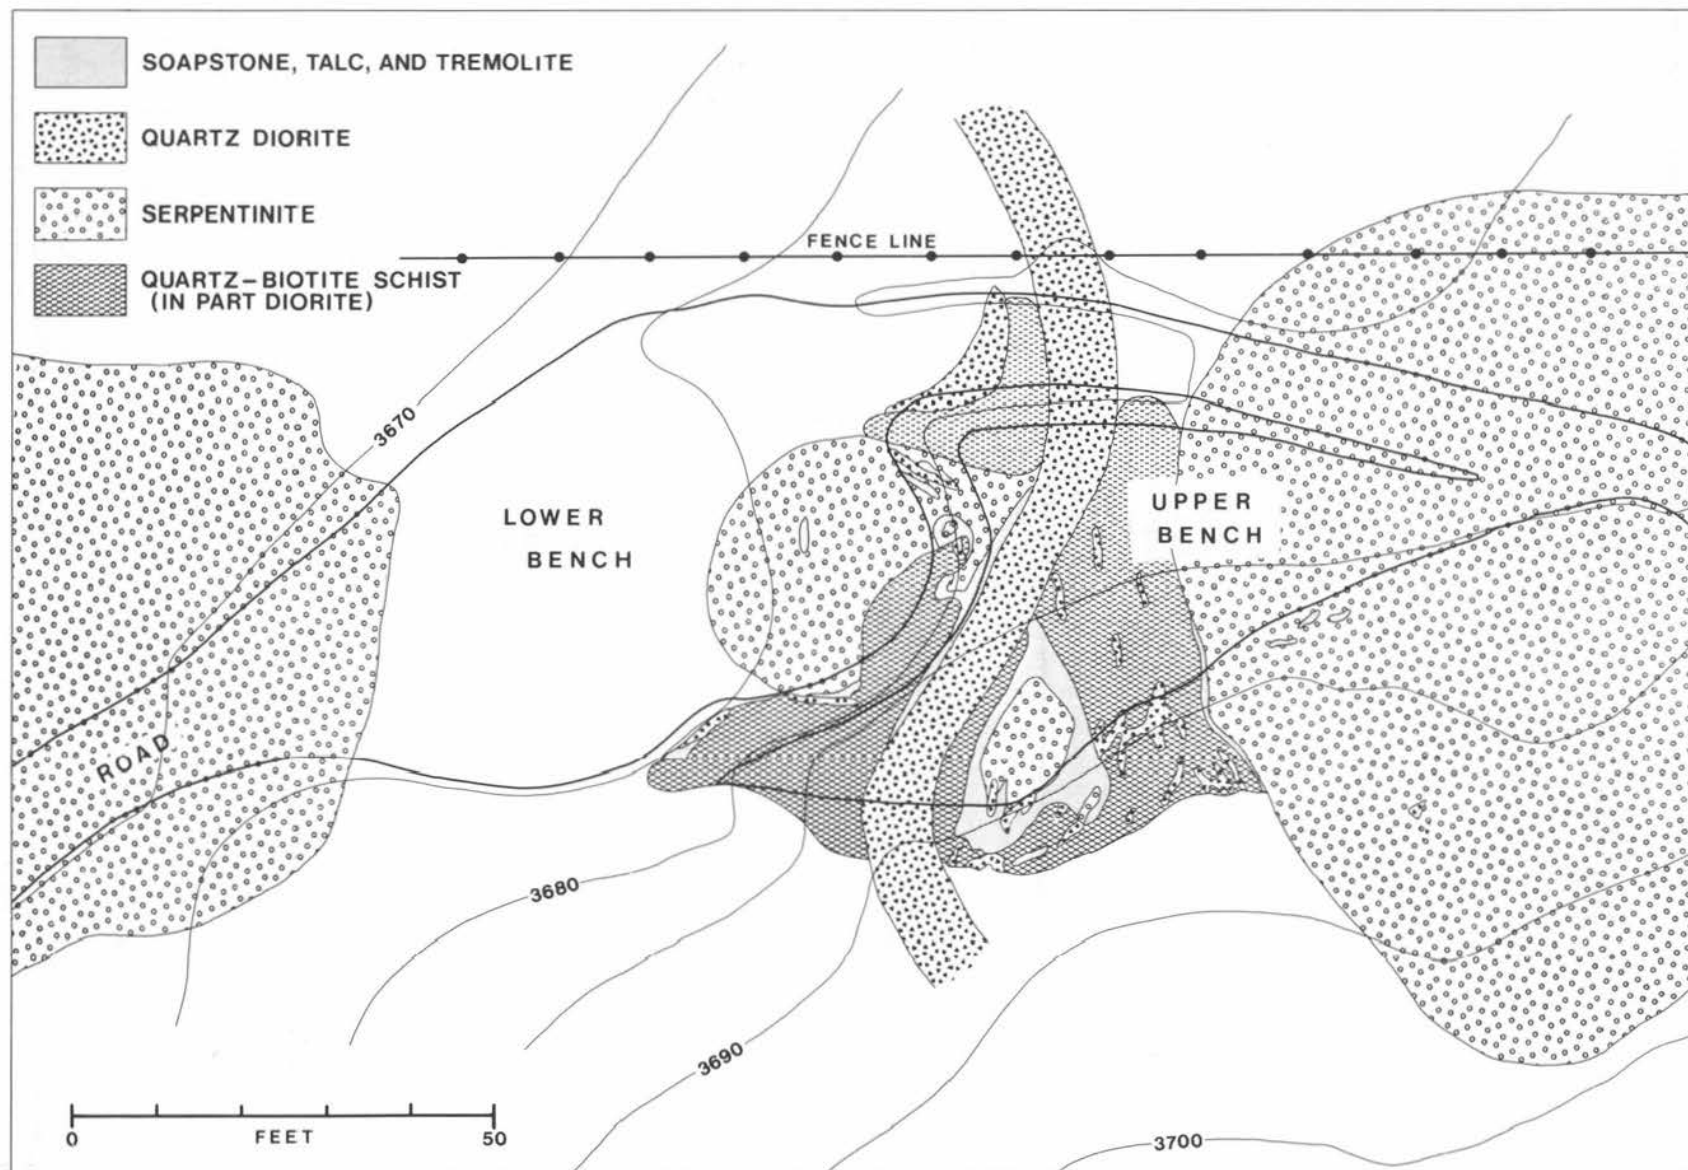 SOAPSTONE, TALC, AND TREMOLITE
QUARTZ DIORITE
SERPENTINITE
QUARTZ-BIOTITE SCHIST
(IN PART DIORITE)
FENCE LINE
3670
LOWER
BENCH
UPPER
BENCH
ROAD
3680
3690
3700
0
FEET
50